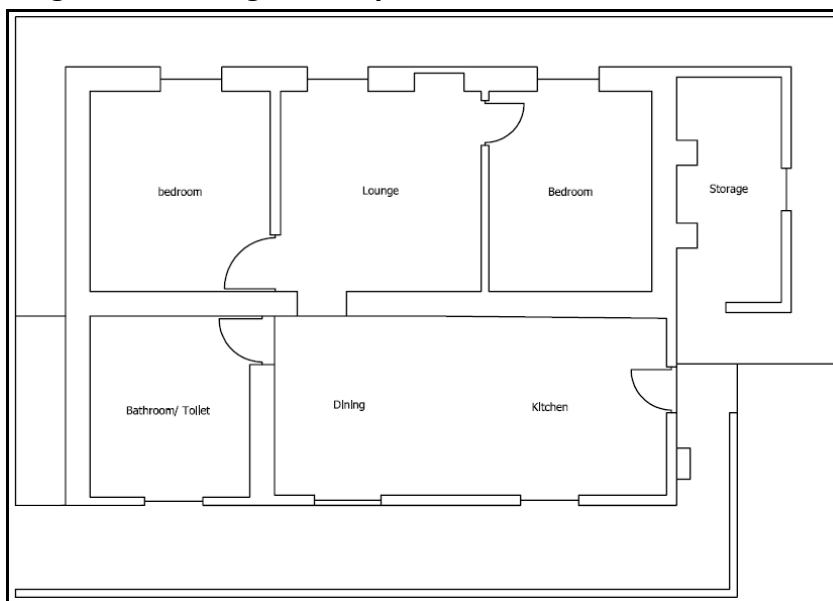 bedroom
Lounge
Bedroom
Storage
Bathroom/ Toilet
Dining
Kitchen